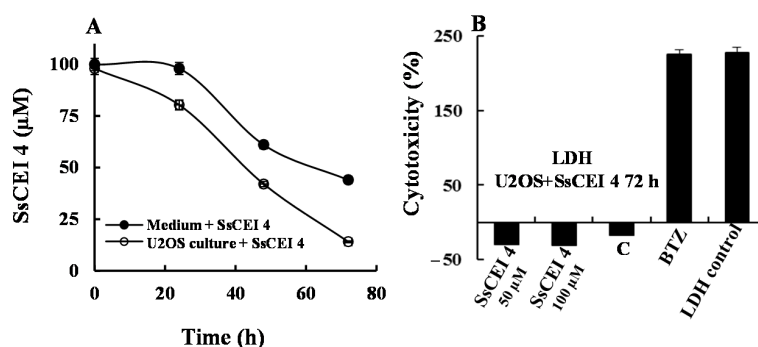 A
100
75
50
25
0
SsCEI 4 (µM)
Medium + SsCEI 4
U2OS culture + SsCEI 4
0 20 40 60 80
Time (h)
B
250
150
50
−50
Cytotoxicity (%)
LDH
U2OS+SsCEI 4 72 h
SsCEI 4
50 µM
SsCEI 4
100 µM
C
BTZ
LDH control